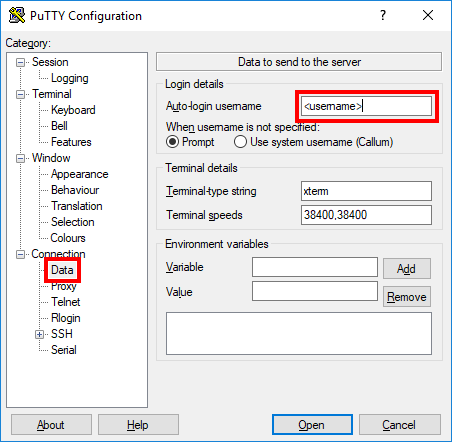 PuTTY Configuration
?
Category:
Session
Logging
Terminal
Keyboard
Bell
Features
Window
Appearance
Behaviour
Translation
Selection
Colours
Connection
Data
Proxy
Telnet
Rlogin
SSH
Serial
Data to send to the server
Login details
Auto-login username <username>
When username is not specified:
Prompt Use system username (Callum)
Terminal details
Terminal-type string xterm
Terminal speeds 38400,38400
Environment variables
Variable Add
Value Remove
About Help Open Cancel